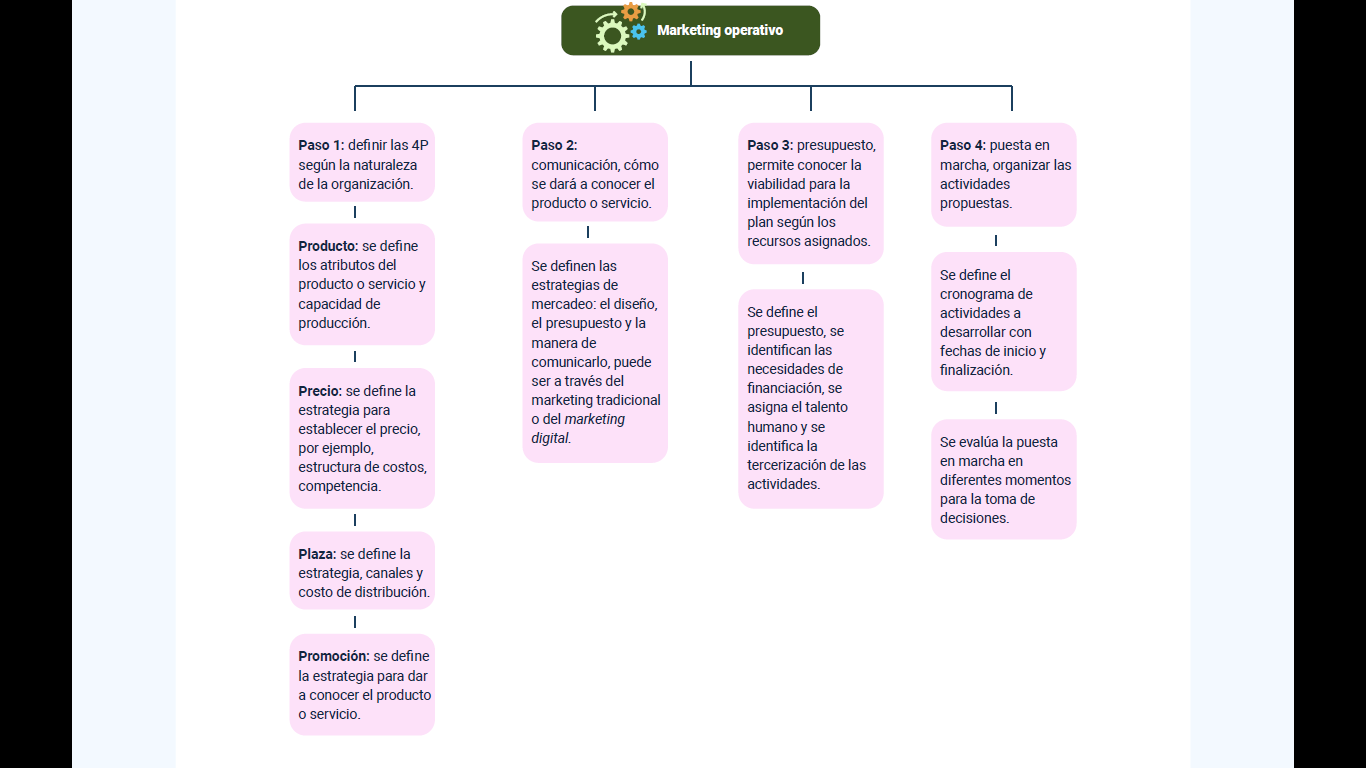 Marketing operativo
Paso 1: definir las 4P
según la naturaleza
de la organización.
Producto: se define
los atributos del
producto o servicio y
capacidad de
producción.
Precio: se define la
estrategia para
establecer el precio,
por ejemplo,
estructura de costos,
competencia.
Plaza: se define la
estrategia, canales y
costo de distribución.
Promoción: se define
la estrategia para dar
a conocer el producto
o servicio.
Paso 2:
comunicación, cómo
se dará a conocer el
producto o servicio.
Se definen las
estrategias de
mercadeo: el diseño,
el presupuesto y la
manera de
comunicarlo, puede
ser a través del
marketing tradicional
o del marketing
digital.
Paso 3: presupuesto,
permite conocer la
viabilidad para la
implementación del
plan según los
recursos asignados.
Se define el
presupuesto, se
identifican las
necesidades de
financiación, se
asigna el talento
humano y se
identifica la
tercerización de las
actividades.
Paso 4: puesta en
marcha, organizar las
actividades
propuestas.
Se define el
cronograma de
actividades a
desarrollar con
fechas de inicio y
finalización.
Se evalúa la puesta
en marcha en
diferentes momentos
para la toma de
decisiones.